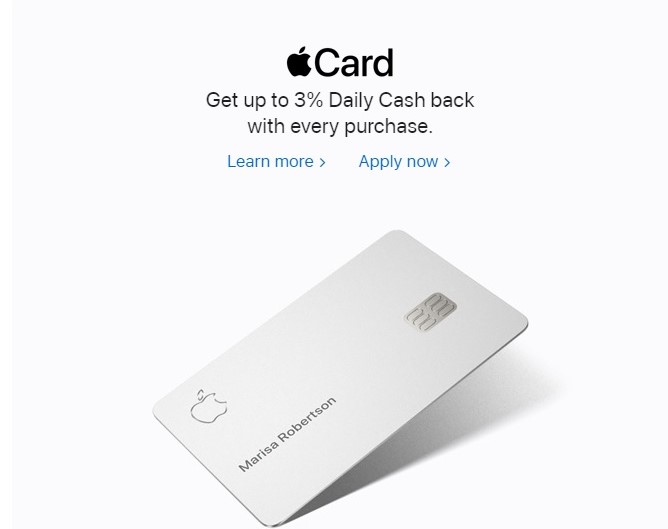 Card
Get up to 3% Daily Cash back
with every purchase.
Learn more > Apply now >
Marisa Robertson